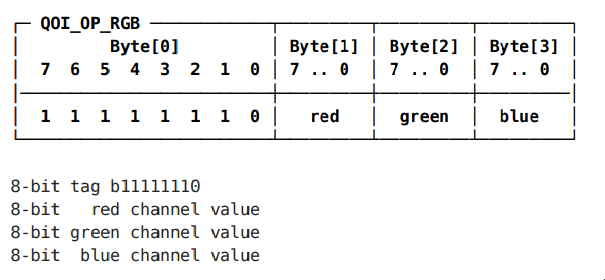 QOI_OP_RGB
Byte[0] Byte[1] Byte[2] Byte[3]
7 6 5 4 3 2 1 0 7 .. 0 7 .. 0 7 .. 0
1 1 1 1 1 1 1 0 red green blue
8-bit tag b11111110
8-bit red channel value
8-bit green channel value
8-bit blue channel value